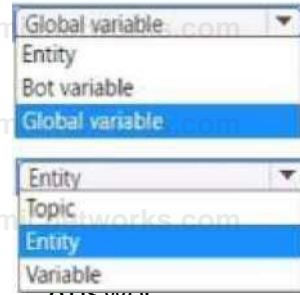 Global variable
Entity
Bot variable
Global variable
Entity
Topic
Entity
Variable